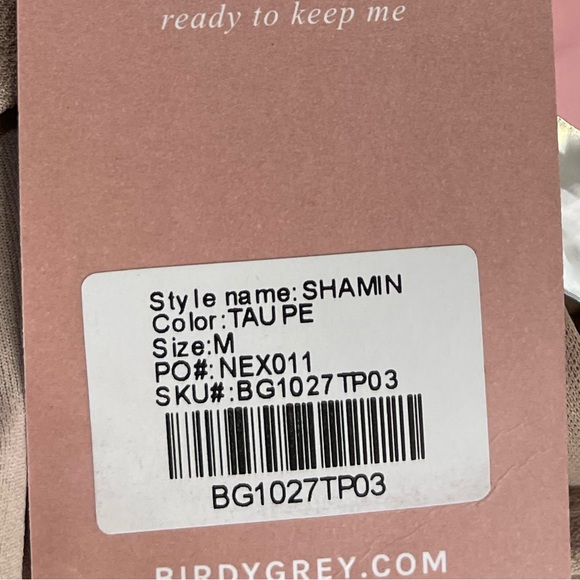 ready to keep me
Style name: SHAMIN
Color:TAUPE
Size:M
PO#:NEX011
SKU#:BG1027TP03
BG1027TP03
BIRDYGREY.COM